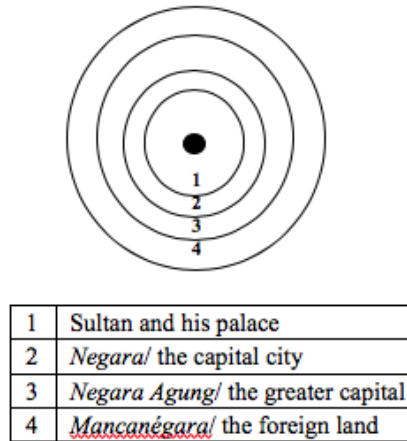 1
2
3
4
1 Sultan and his palace
2 Negara/ the capital city
3 Negara Agung/ the greater capital
4 Mancanégara/ the foreign land